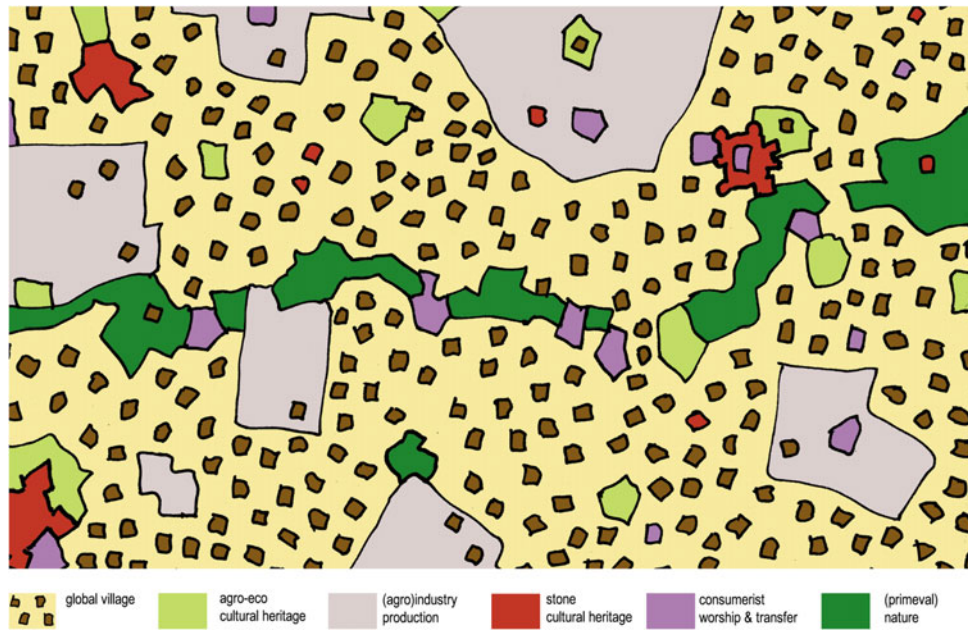 global village
agro-eco
cultural heritage
(agro)industry
production
stone
cultural heritage
consumerist
worship & transfer
(primeval)
nature